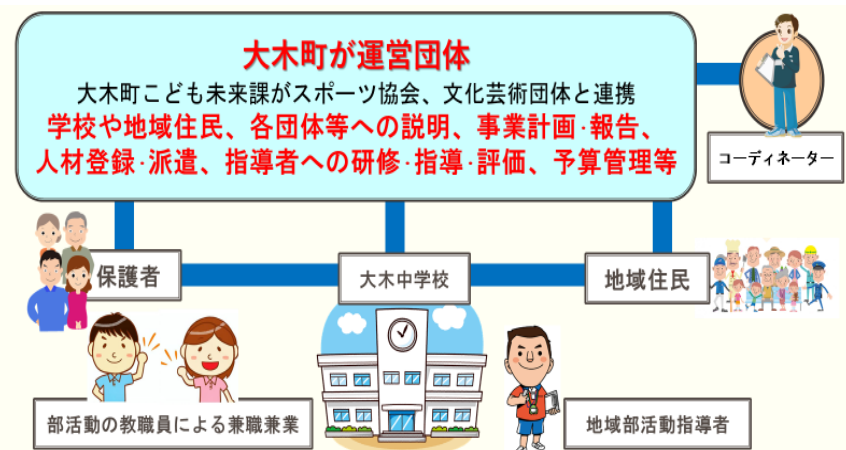 大木町が運営団体
大木町こども未来課がスポーツ協会、文化芸術団体と連携
学校や地域住民、各団体等への説明、事業計画・報告、
人材登録・派遣、指導者への研修・指導・評価、予算管理等
コーディネーター
保護者
大木中学校
地域住民
部活動の教職員による兼職兼業
地域部活動指導者